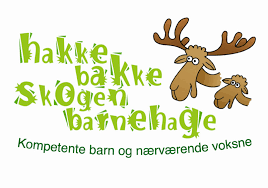 hakke
bakke
skogen
barnehage
Kompetente barn og nærværende voksne